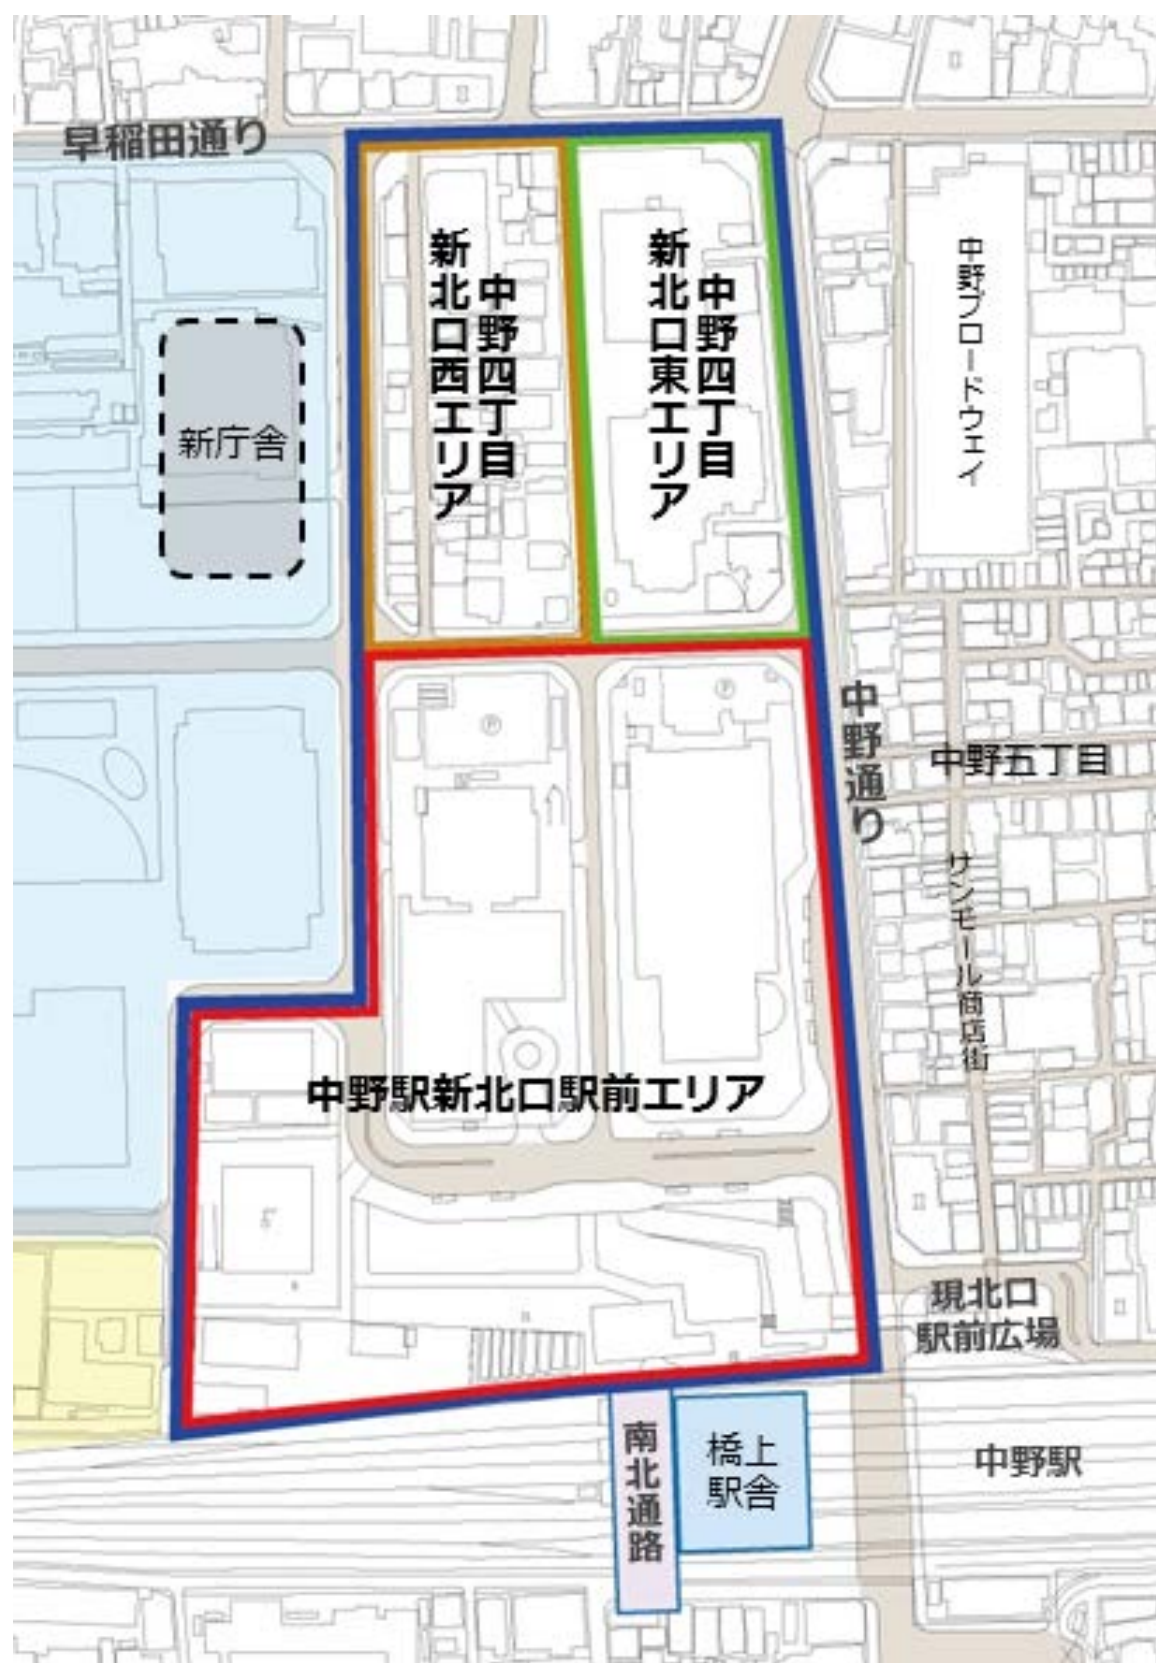 早稲田通り
中野四丁目
新北口西エリア
中野四丁目
新北口東エリア
中野ブロードウェイ
新庁舎
中野通り
中野五丁目
サンモール商店街
中野駅新北口駅前エリア
現北口
駅前広場
南北通路
橋上
駅舎
中野駅
P
P